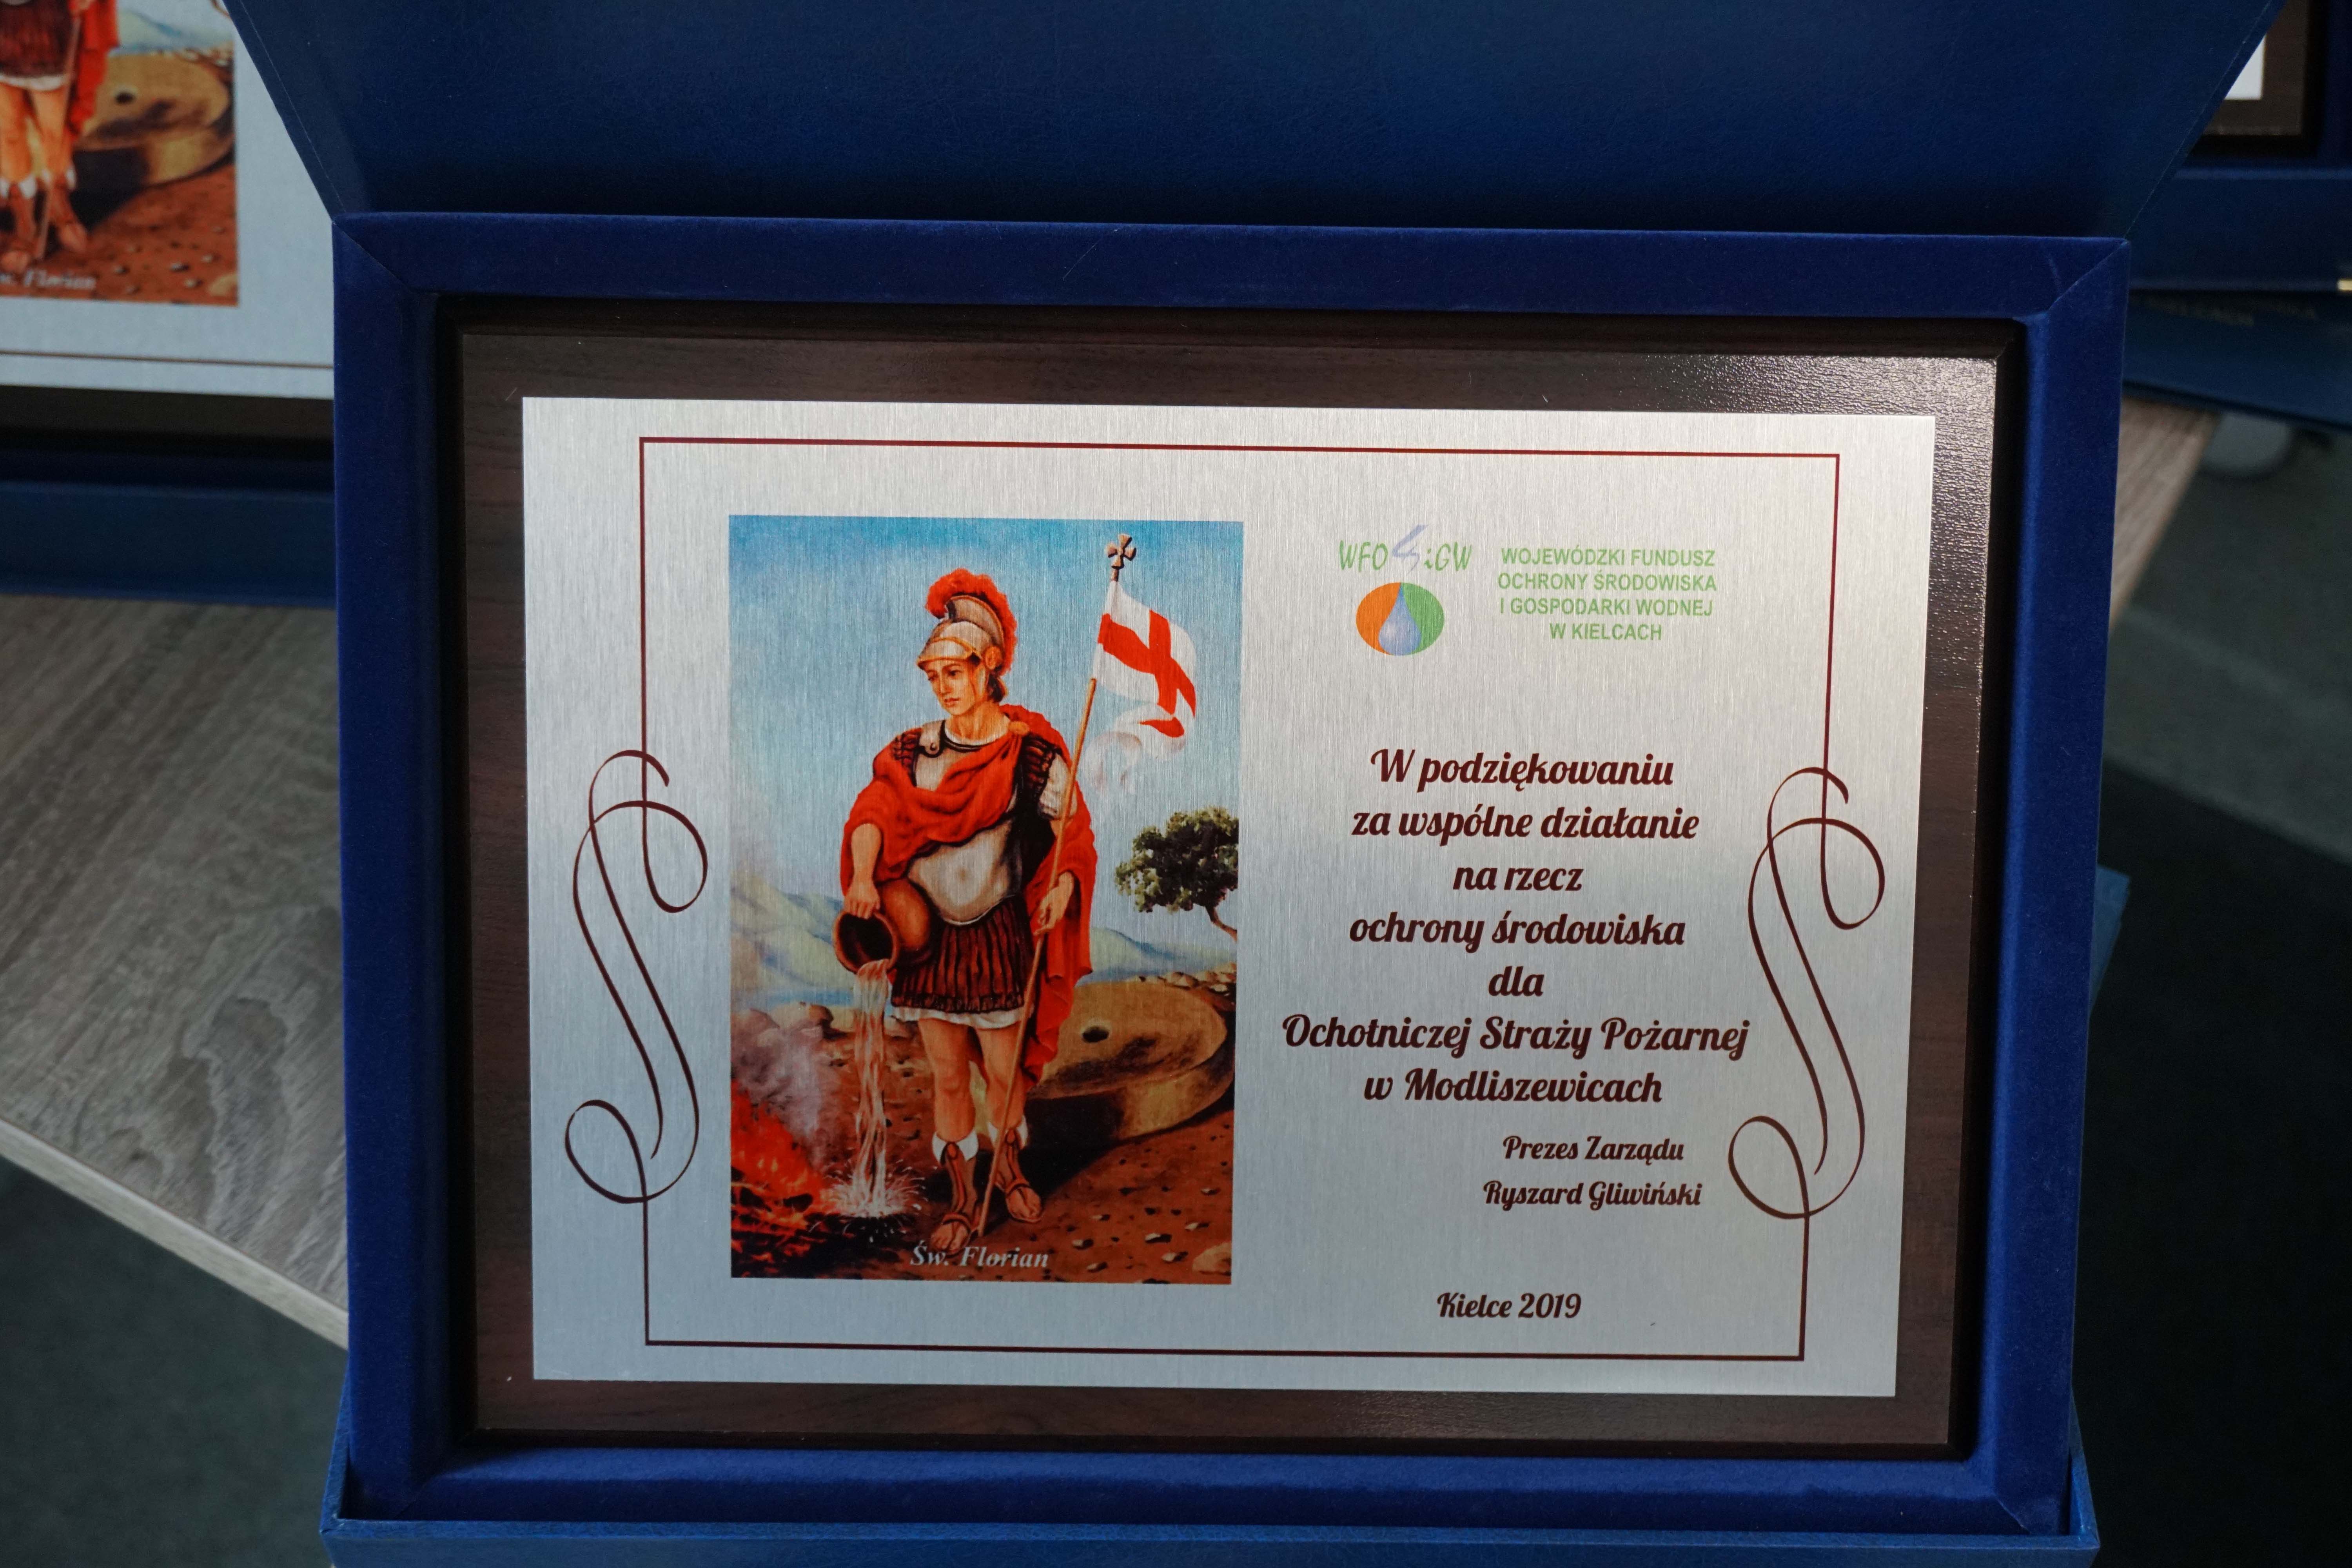 w. Florian
WFOŚiGW
WOJEWÓDZKI FUNDUSZ
OCHRONY ŚRODOWISKA
I GOSPODARKI WODNEJ
W KIELCACH
W podziękowaniu
za wspólne działanie
na rzecz
ochrony środowiska
dla
Ochotniczej Straży Pożarnej
w Modliszewicach
Prezes Zarządu
Ryszard Gliwiński
Kielce 2019
Św. Florian